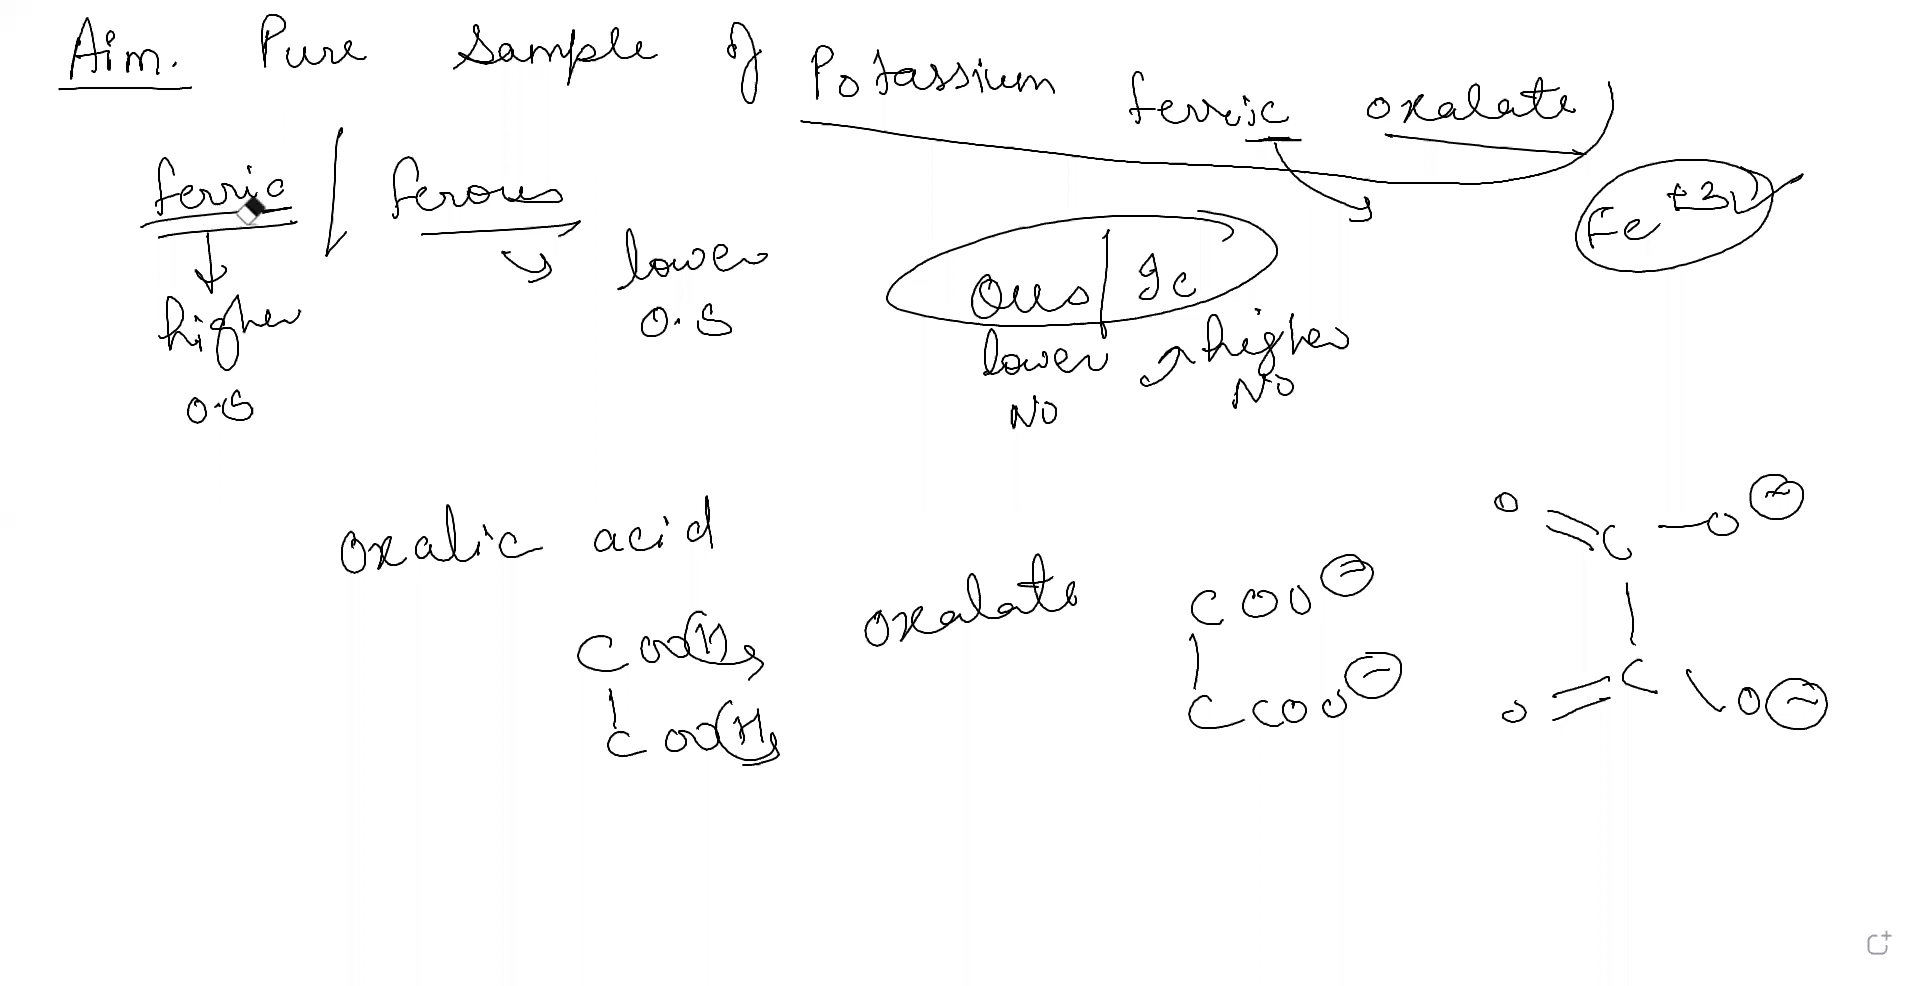 Aim. Pure sample of Potassium ferric oxalate
ferric / ferous
Fe+3
lower
O.S
ous | Ic
higher
O.S
lower higher
NO NO
oxalic acid
oxalate
COOH
COOH
COO⊖
CCOO⊖
O = C — O⊖
O = C \ O⊖